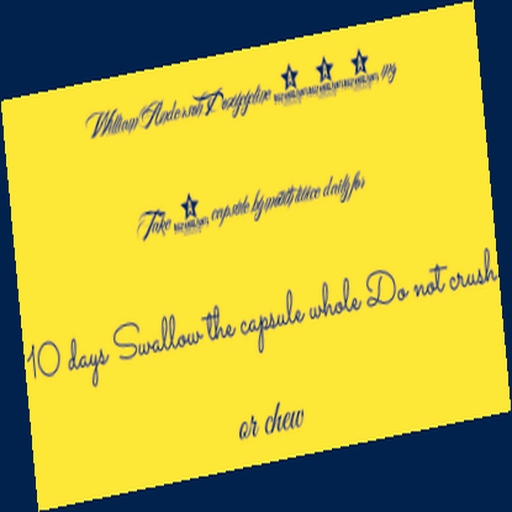 William Anderson Doxycycline mg
Take capsule by mouth twice daily for
10 days Swallow the capsule whole Do not crush
or chew